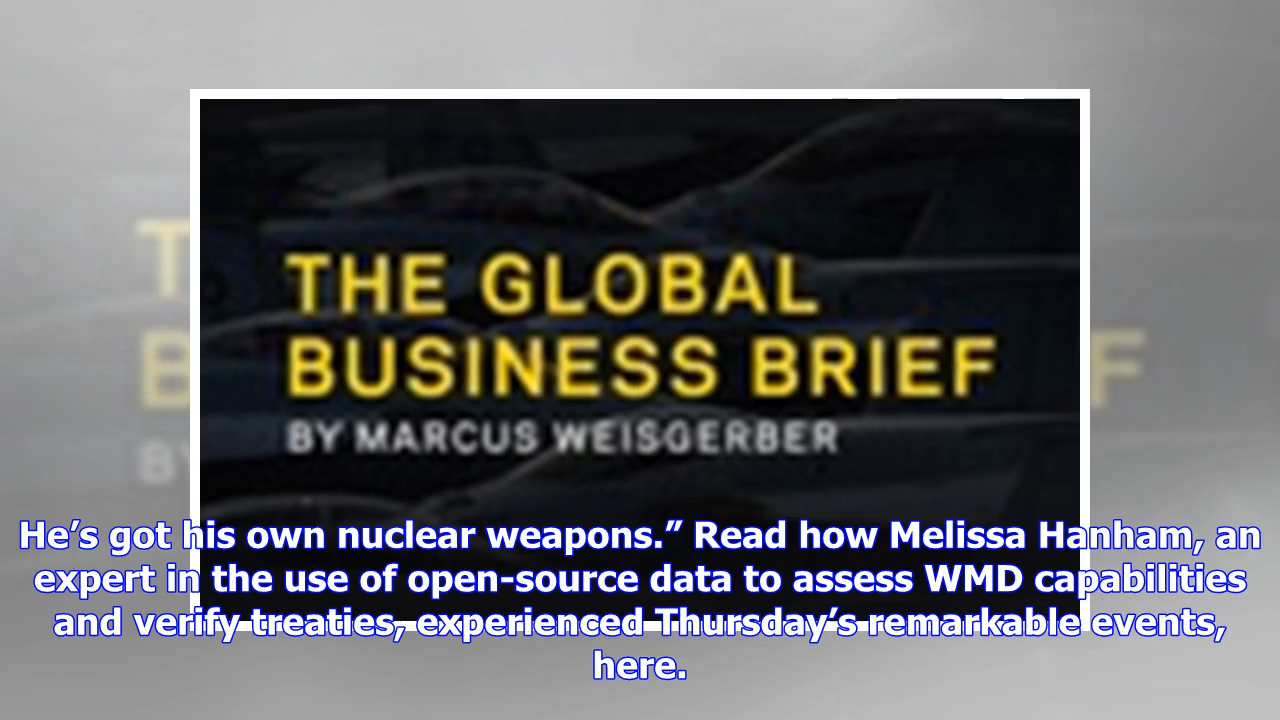 THE GLOBAL
BUSINESS BRIEF
BY MARCUS WEISGERBER
He’s got his own nuclear weapons.” Read how Melissa Hanham, an
expert in the use of open-source data to assess WMD capabilities
and verify treaties, experienced Thursday’s remarkable events,
here.